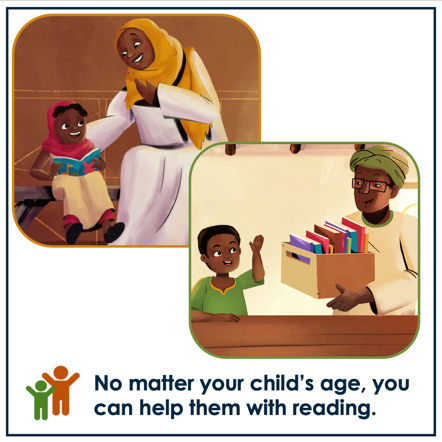 No matter your child's age, you
can help them with reading.